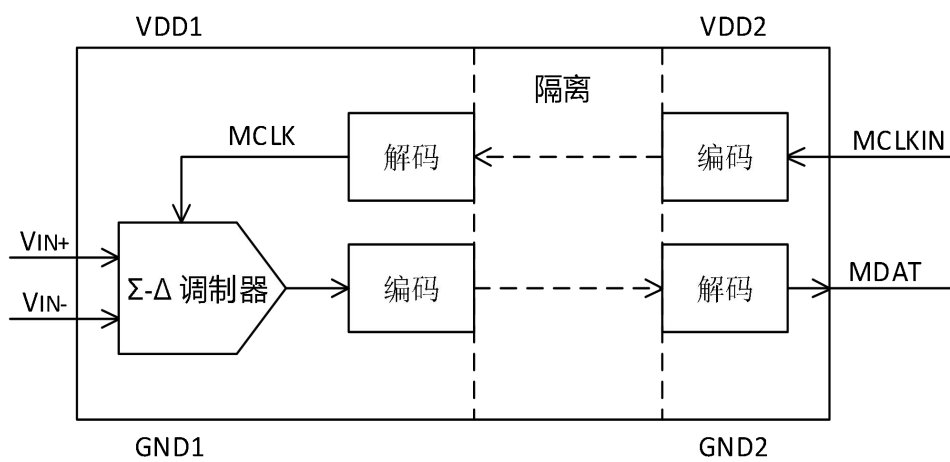 VDD1
VDD2
隔离
MCLK
解码
编码
MCLKIN
VIN+
VIN-
Σ-Δ 调制器
编码
解码
MDAT
GND1
GND2